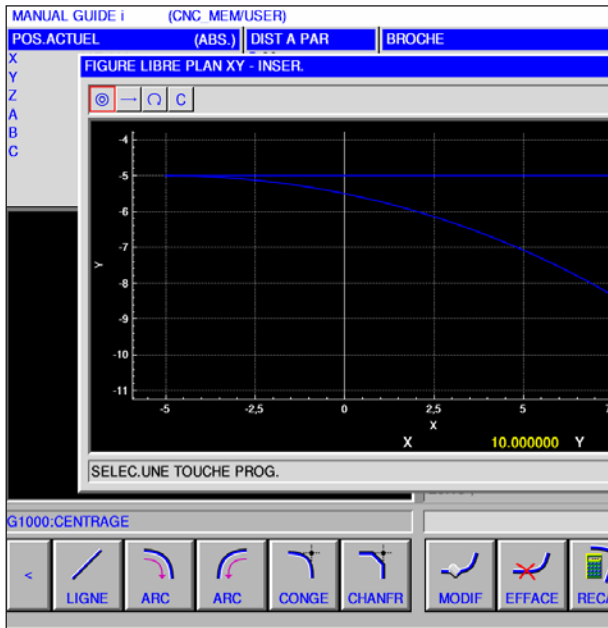 MANUAL GUIDE i (CNC_MEM/USER)
POS.ACTUEL (ABS.) DIST A PAR BROCHE
X
Y
Z
A
B
C
FIGURE LIBRE PLAN XY - INSER.
C
-4
-5
-6
-7
-8
-9
-10
-11
Y
-5 -2,5 0 2,5 5
X
X 10.000000 Y
SELEC.UNE TOUCHE PROG.
G1000:CENTRAGE
< LIGNE ARC ARC CONGE CHANFR MODIF EFFACE RECA